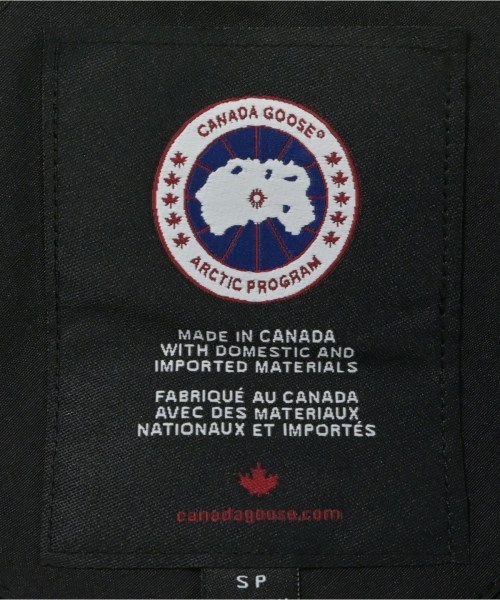 CANADA GOOSE®
ARCTIC PROGRAM
MADE IN CANADA
WITH DOMESTIC AND
IMPORTED MATERIALS
FABRIQUÉ AU CANADA
AVEC DES MATERIAUX
NATIONAUX ET IMPORTÉS
canadagoose.com
S P